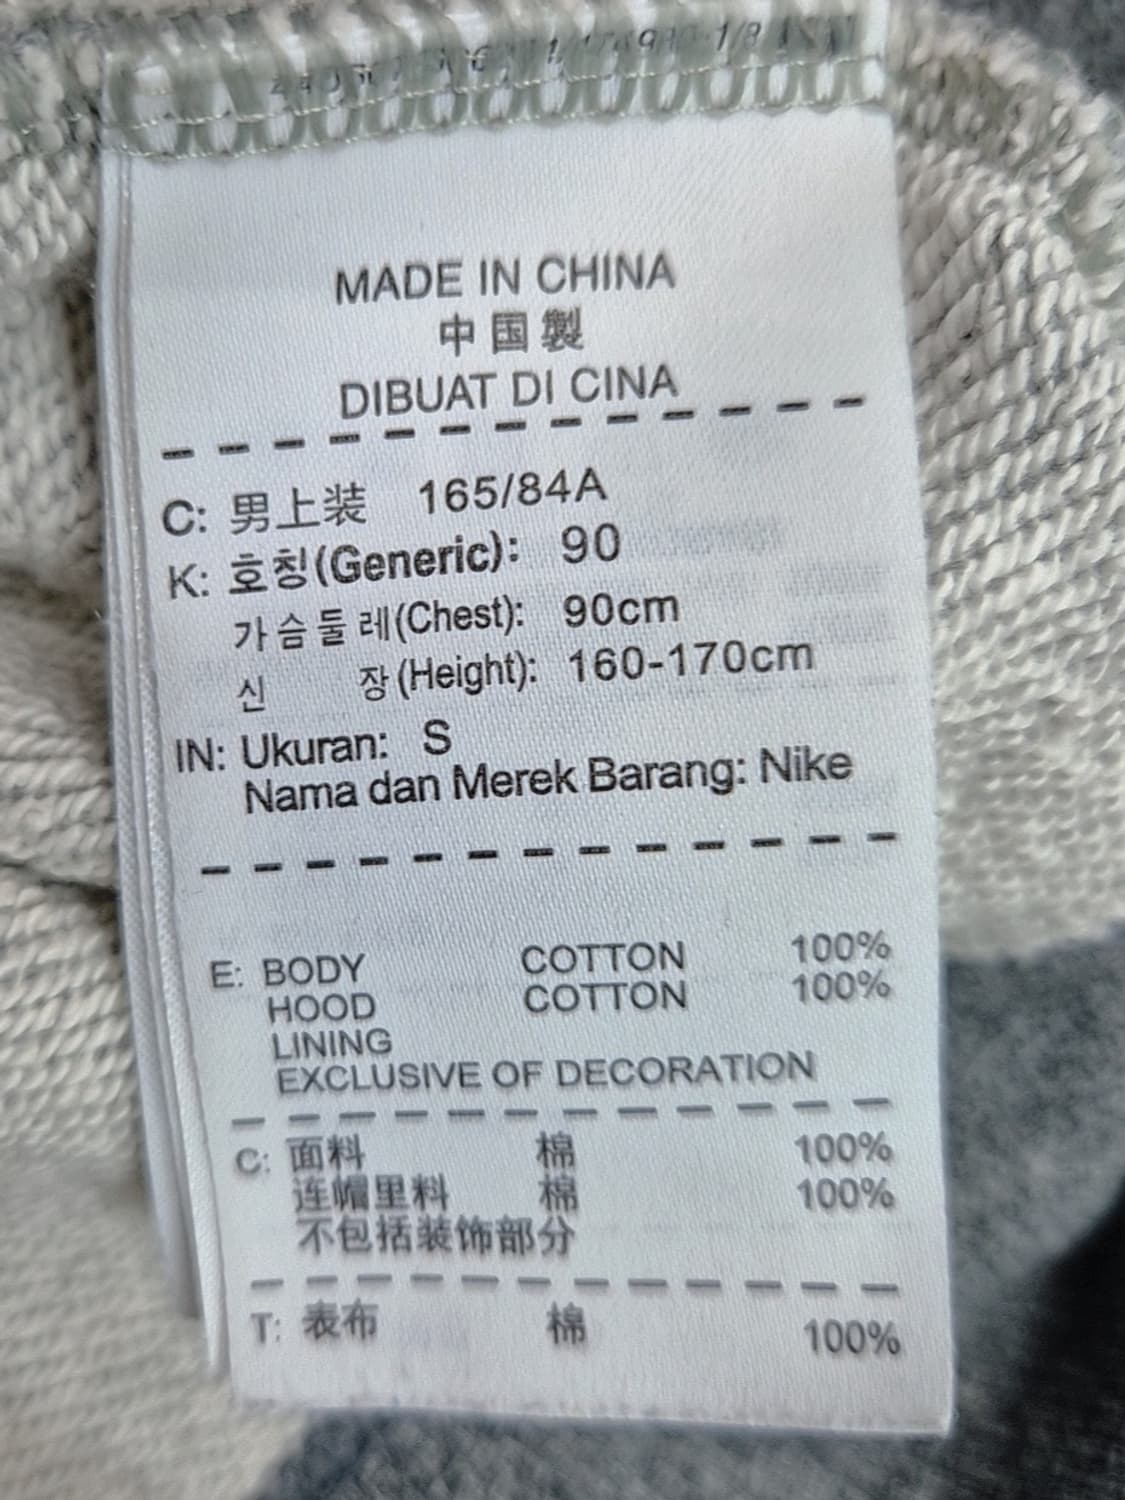 MADE IN CHINA
中国製
DIBUAT DI CINA
C: 男上装 165/84A
K: 호칭(Generic): 90
가슴둘레(Chest): 90cm
신 장(Height): 160-170cm
IN: Ukuran: S
Nama dan Merek Barang: Nike
E: BODY COTTON 100%
HOOD COTTON 100%
LINING
EXCLUSIVE OF DECORATION
C: 面料 棉 100%
连帽里料 棉 100%
不包括装饰部分
T: 表布 棉 100%